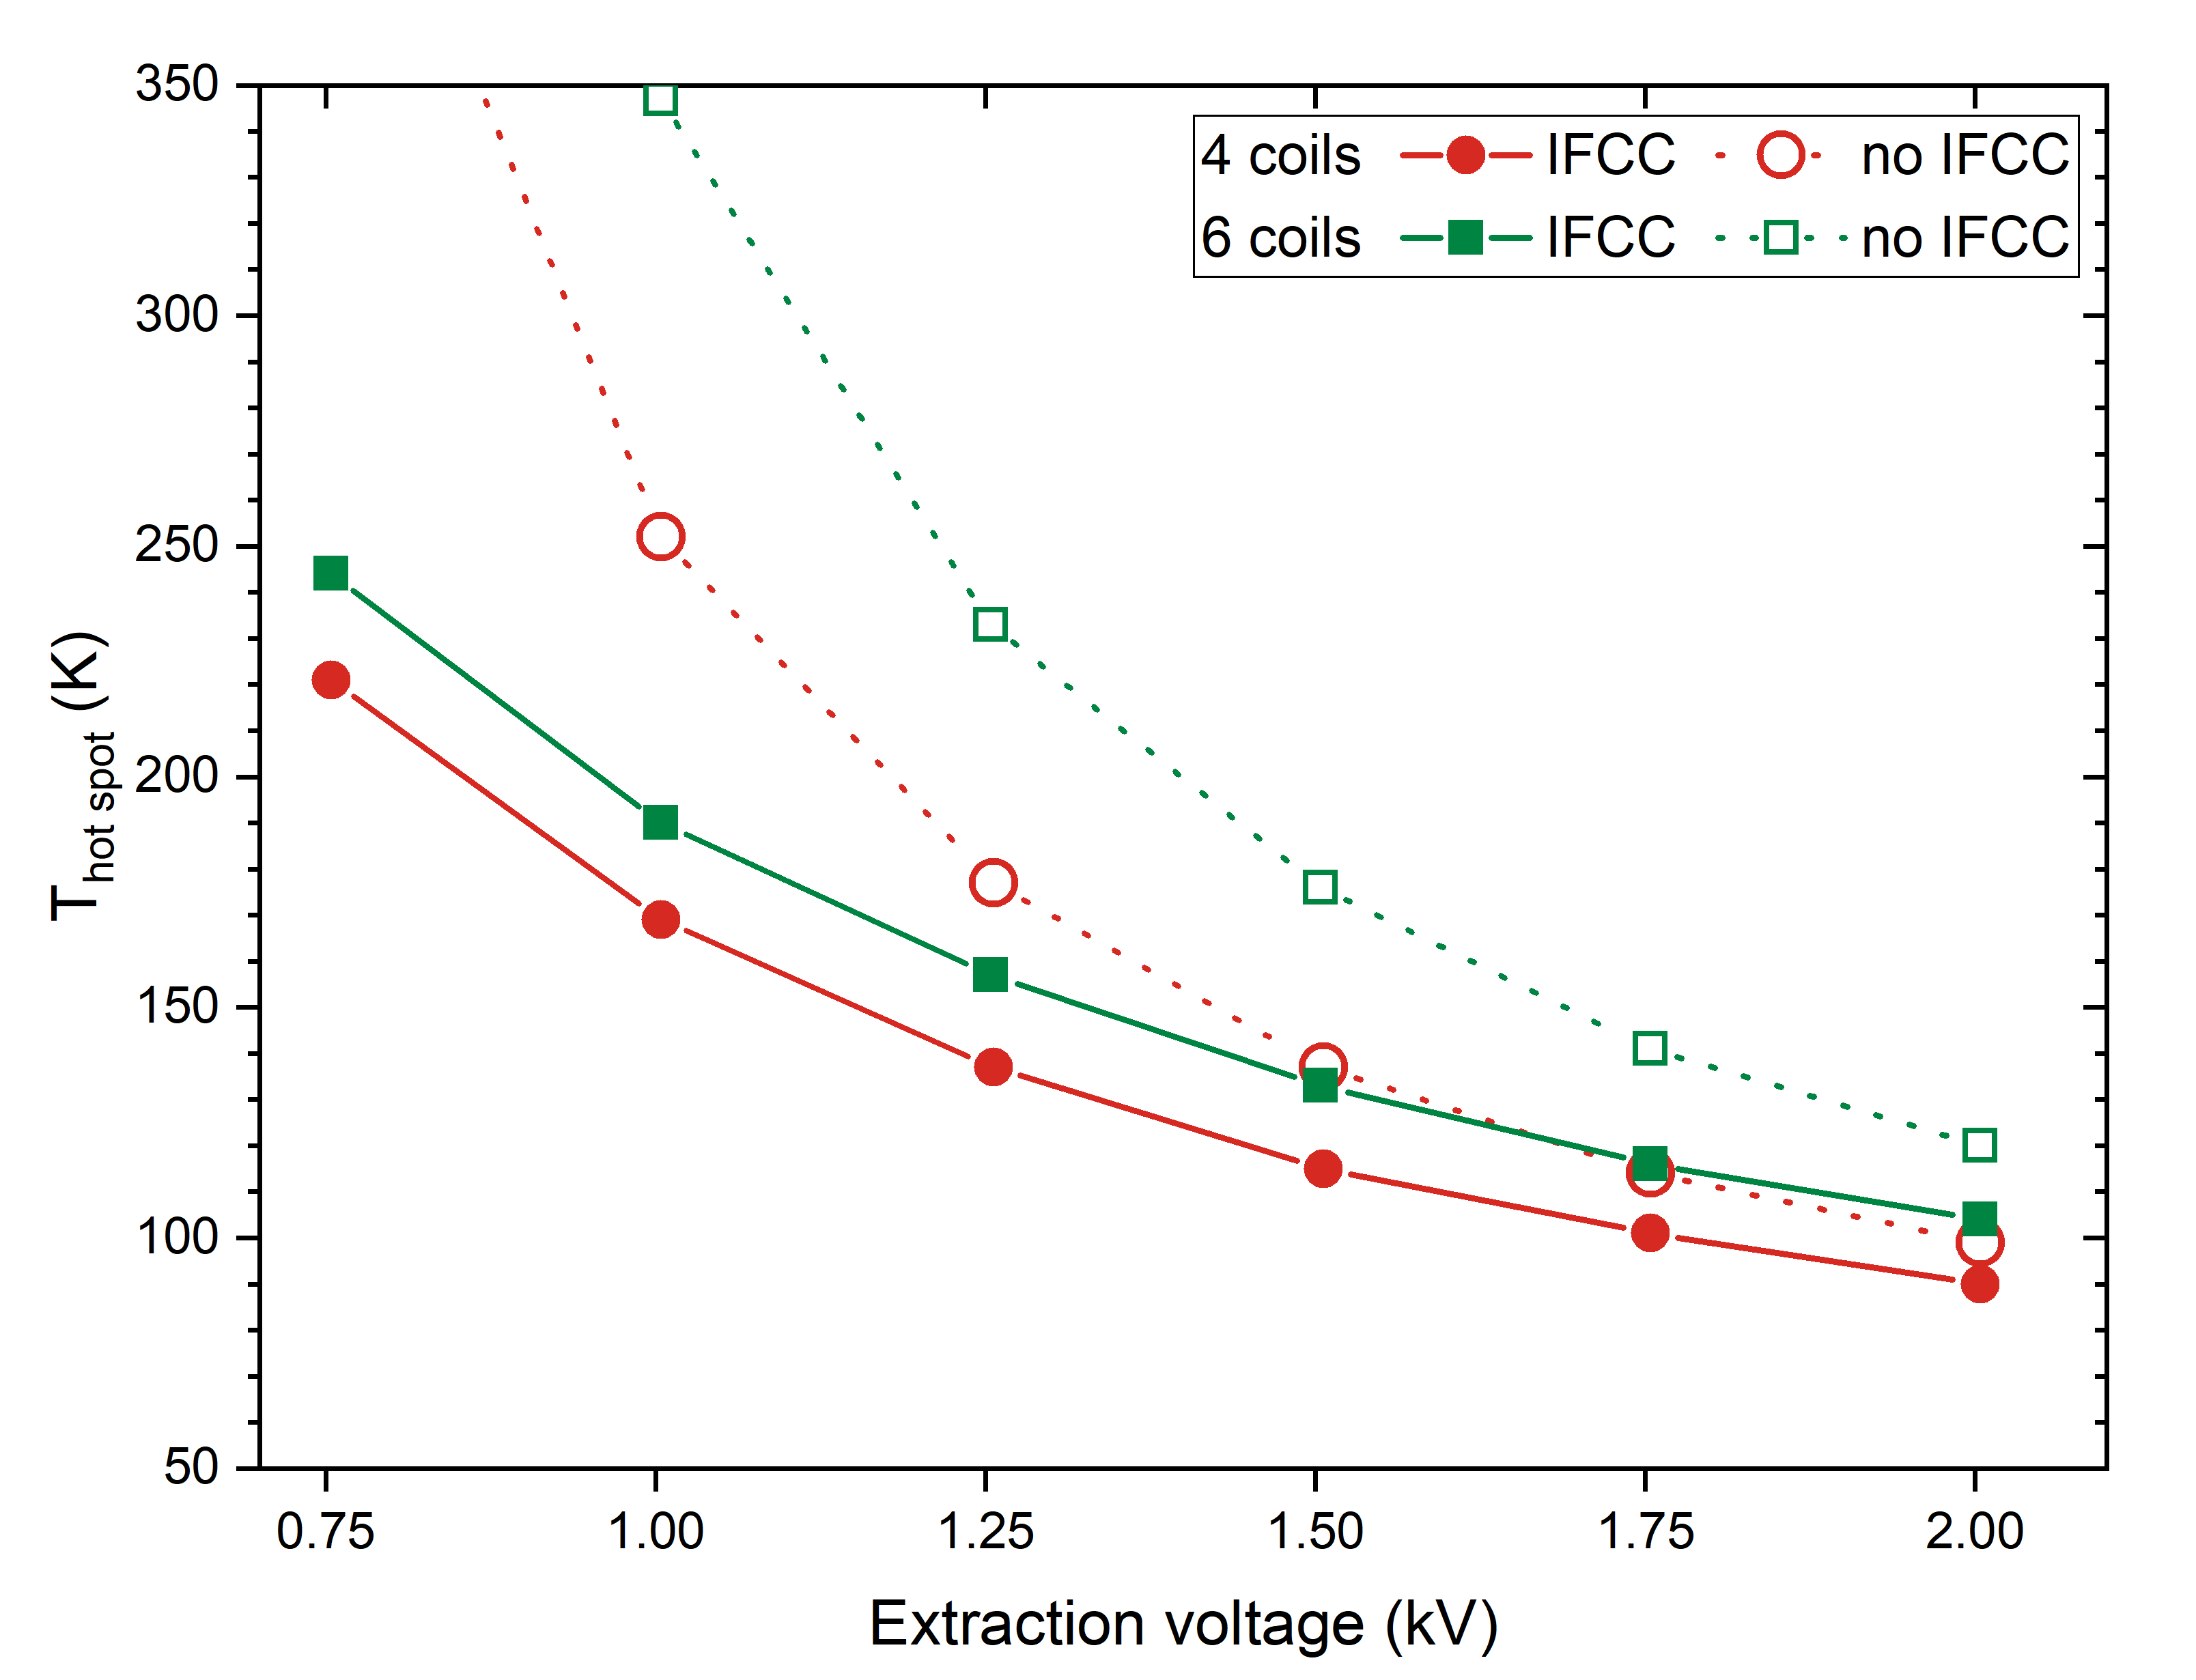 350
300
250
200
150
100
50
T hot spot (K)
4 coils IFCC no IFCC
6 coils IFCC no IFCC
0.75 1.00 1.25 1.50 1.75 2.00
Extraction voltage (kV)